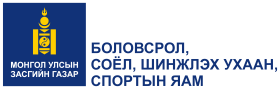 МОНГОЛ УЛСЫН
ЗАСГИЙН ГАЗАР
БОЛОВСРОЛ,
СОЁЛ, ШИНЖЛЭХ УХААН,
СПОРТЫН ЯАМ